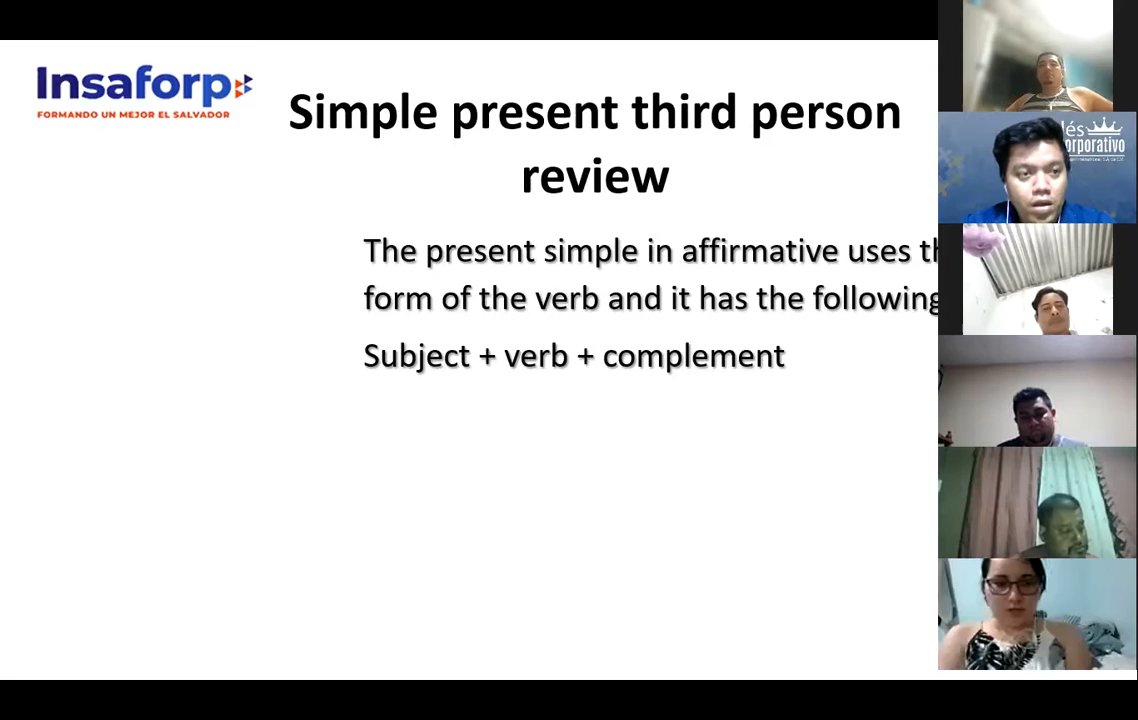 Insaforp
FORMANDO UN MEJOR EL SALVADOR
Simple present third person
review
The present simple in affirmative uses
form of the verb and it has the following
Subject + verb + complement